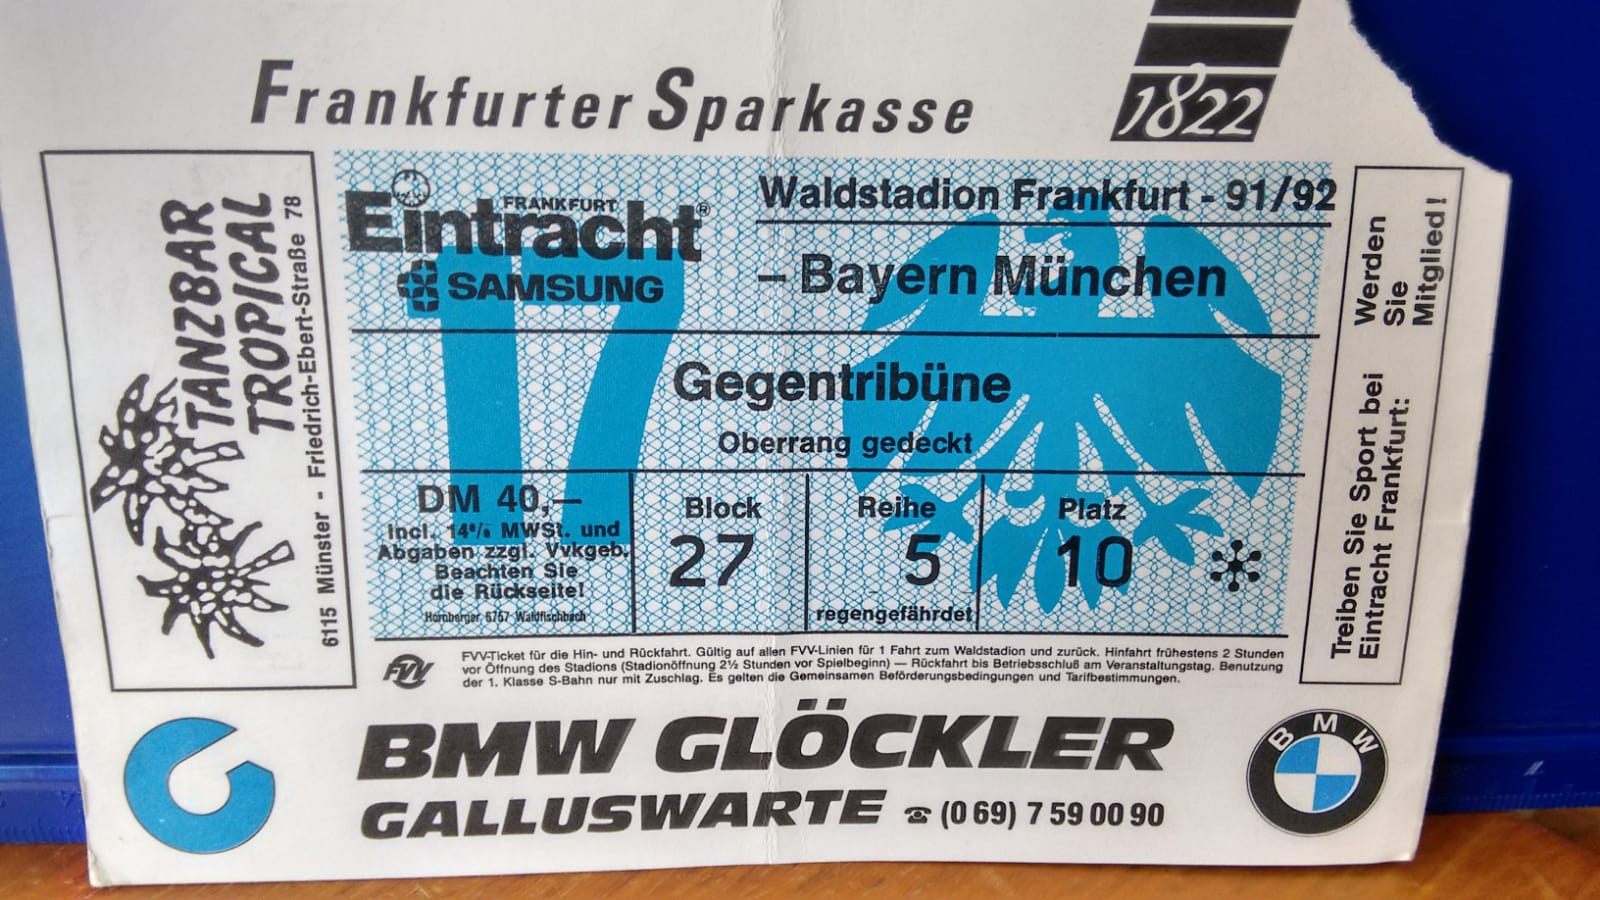 Frankfurter Sparkasse
1822
TANZBAR
TROPICAL
6115 Münster - Friedrich-Ebert-Straße 78
FRANKFURT
Eintracht®
SAMSUNG
17
Waldstadion Frankfurt - 91/92
– Bayern München
Gegentribüne
Oberrang gedeckt
DM 40,—
Incl. 14% MWSt. und
Abgaben zzgl. Vvkgeb.
Beachten Sie
die Rückseite!
Hornberger 6757 Waldfischbach
Block
27
Reihe
5
regengefährdet
Platz
10
Treiben Sie Sport bei
Eintracht Frankfurt:
Werden
Sie
Mitglied!
FVV
FVV-Ticket für die Hin- und Rückfahrt. Gültig auf allen FVV-Linien für 1 Fahrt zum Waldstadion und zurück. Hinfahrt frühestens 2 Stunden
vor Öffnung des Stadions (Stadionöffnung 2½ Stunden vor Spielbeginn) — Rückfahrt bis Betriebsschluß am Veranstaltungstag. Benutzung
der 1. Klasse S-Bahn nur mit Zuschlag. Es gelten die Gemeinsamen Beförderungsbedingungen und Tarifbestimmungen.
BMW GLÖCKLER
GALLUSWARTE ☎ (0 69) 7 59 00 90
BMW